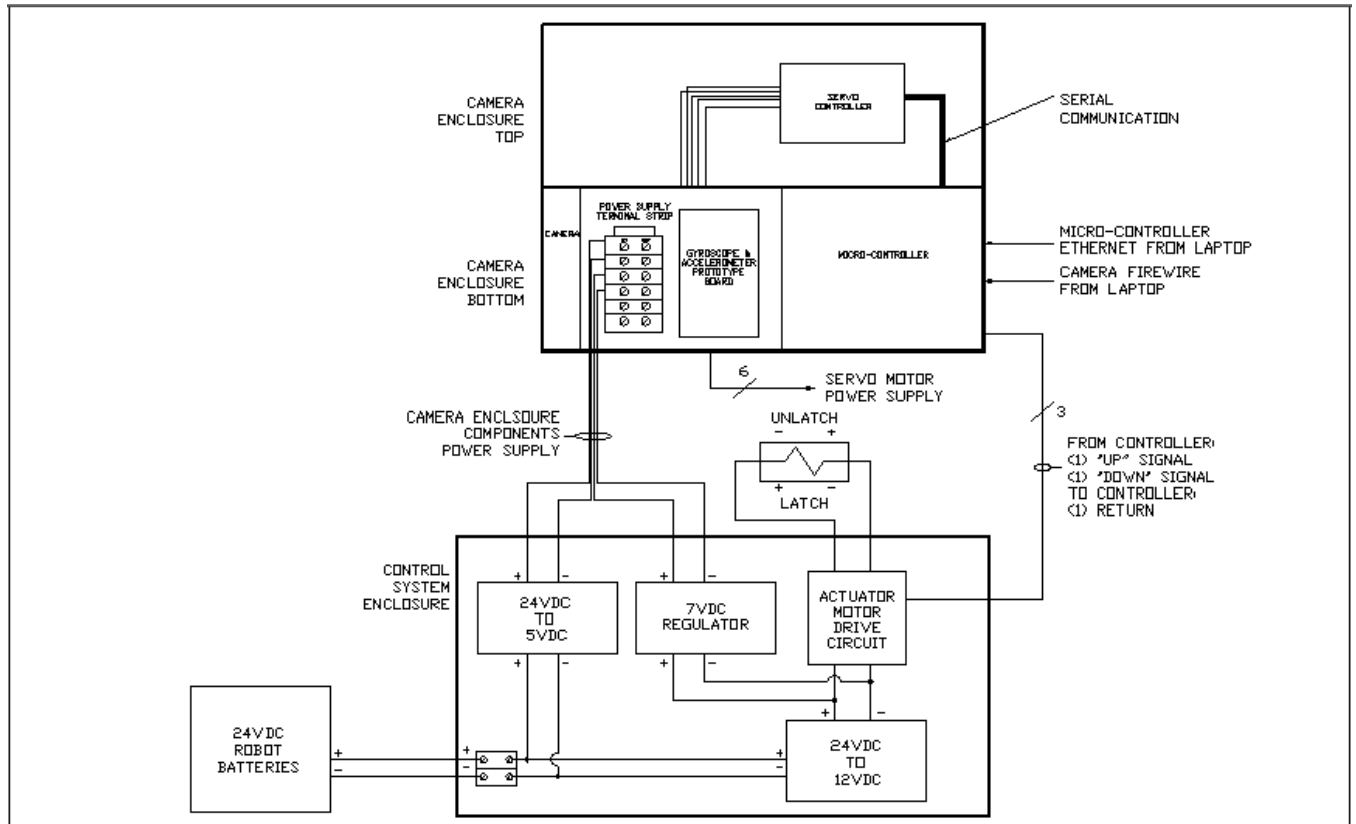 CAMERA
ENCLOSURE
TOP
SERVO
CONTROLLER
SERIAL
COMMUNICATION
CAMERA
ENCLOSURE
BOTTOM
CAMERA
POWER SUPPLY
TERMINAL STRIP
GYROSCOPE &
ACCELEROMETER
PROTOTYPE
BOARD
MICRO-CONTROLLER
MICRO-CONTROLLER
ETHERNET FROM LAPTOP
CAMERA FIREWIRE
FROM LAPTOP
6
SERVO MOTOR
POWER SUPPLY
3
CAMERA ENCLSOURE
COMPONENTS
POWER SUPPLY
UNLATCH
- +
+ -
LATCH
FROM CONTROLLER:
(1) "UP" SIGNAL
(1) "DOWN" SIGNAL
TO CONTROLLER:
(1) RETURN
CONTROL
SYSTEM
ENCLOSURE
+ -
24VDC
TO
5VDC
+ -
+ -
7VDC
REGULATOR
+ -
ACTUATOR
MOTOR
DRIVE
CIRCUIT
24VDC
ROBOT
BATTERIES
+
-
+
-
+
-
+ -
24VDC
TO
12VDC